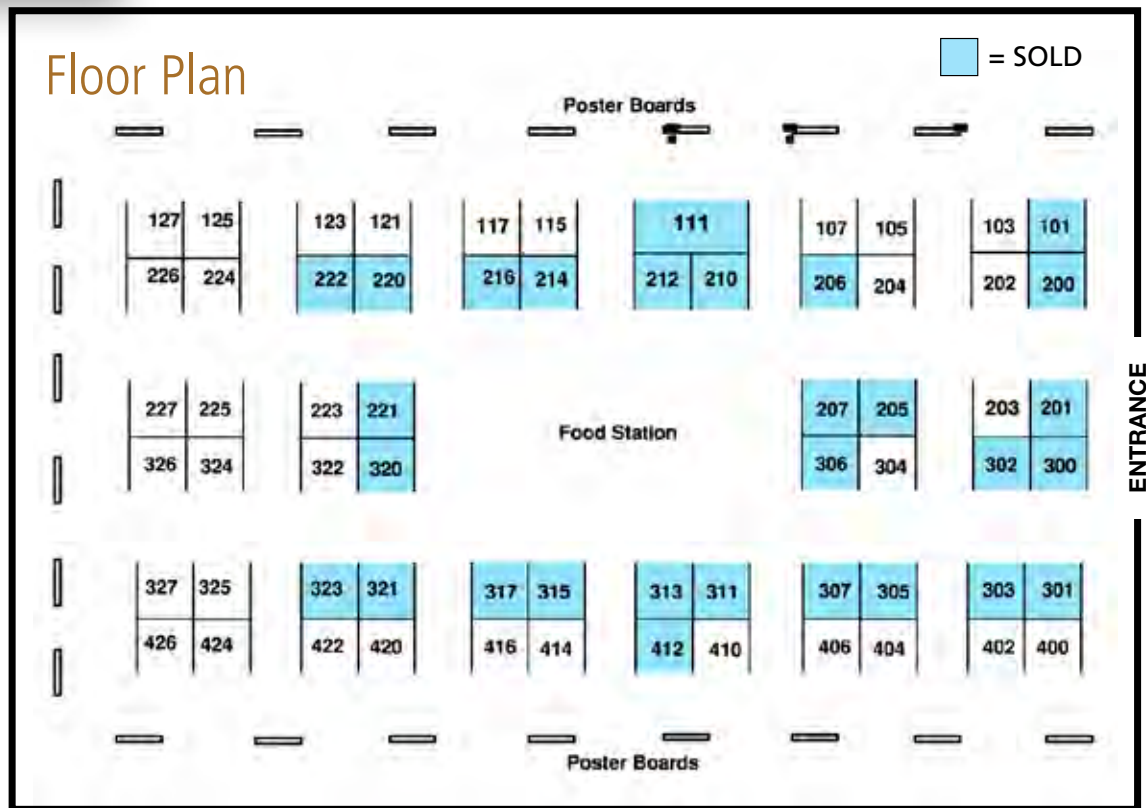 Floor Plan
= SOLD
Poster Boards
127 125 123 121 117 115 111 107 105 103 101
226 224 222 220 216 214 212 210 206 204 202 200
227 225 223 221 207 205 203 201
Food Station
326 324 322 320 306 304 302 300
ENTRANCE
327 325 323 321 317 315 313 311 307 305 303 301
426 424 422 420 416 414 412 410 406 404 402 400
Poster Boards